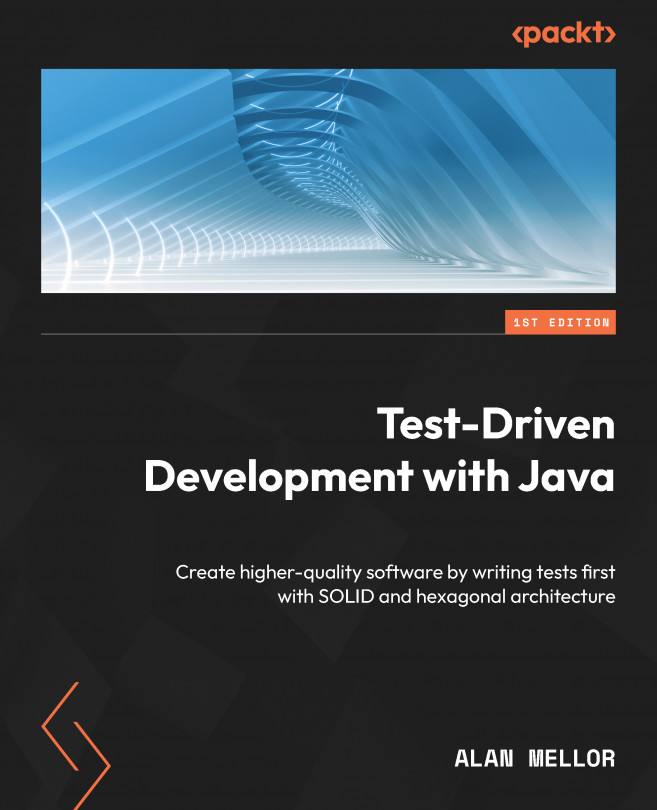 <packt>
1ST EDITION
Test-Driven
Development with Java
Create higher-quality software by writing tests first
with SOLID and hexagonal architecture
ALAN MELLOR